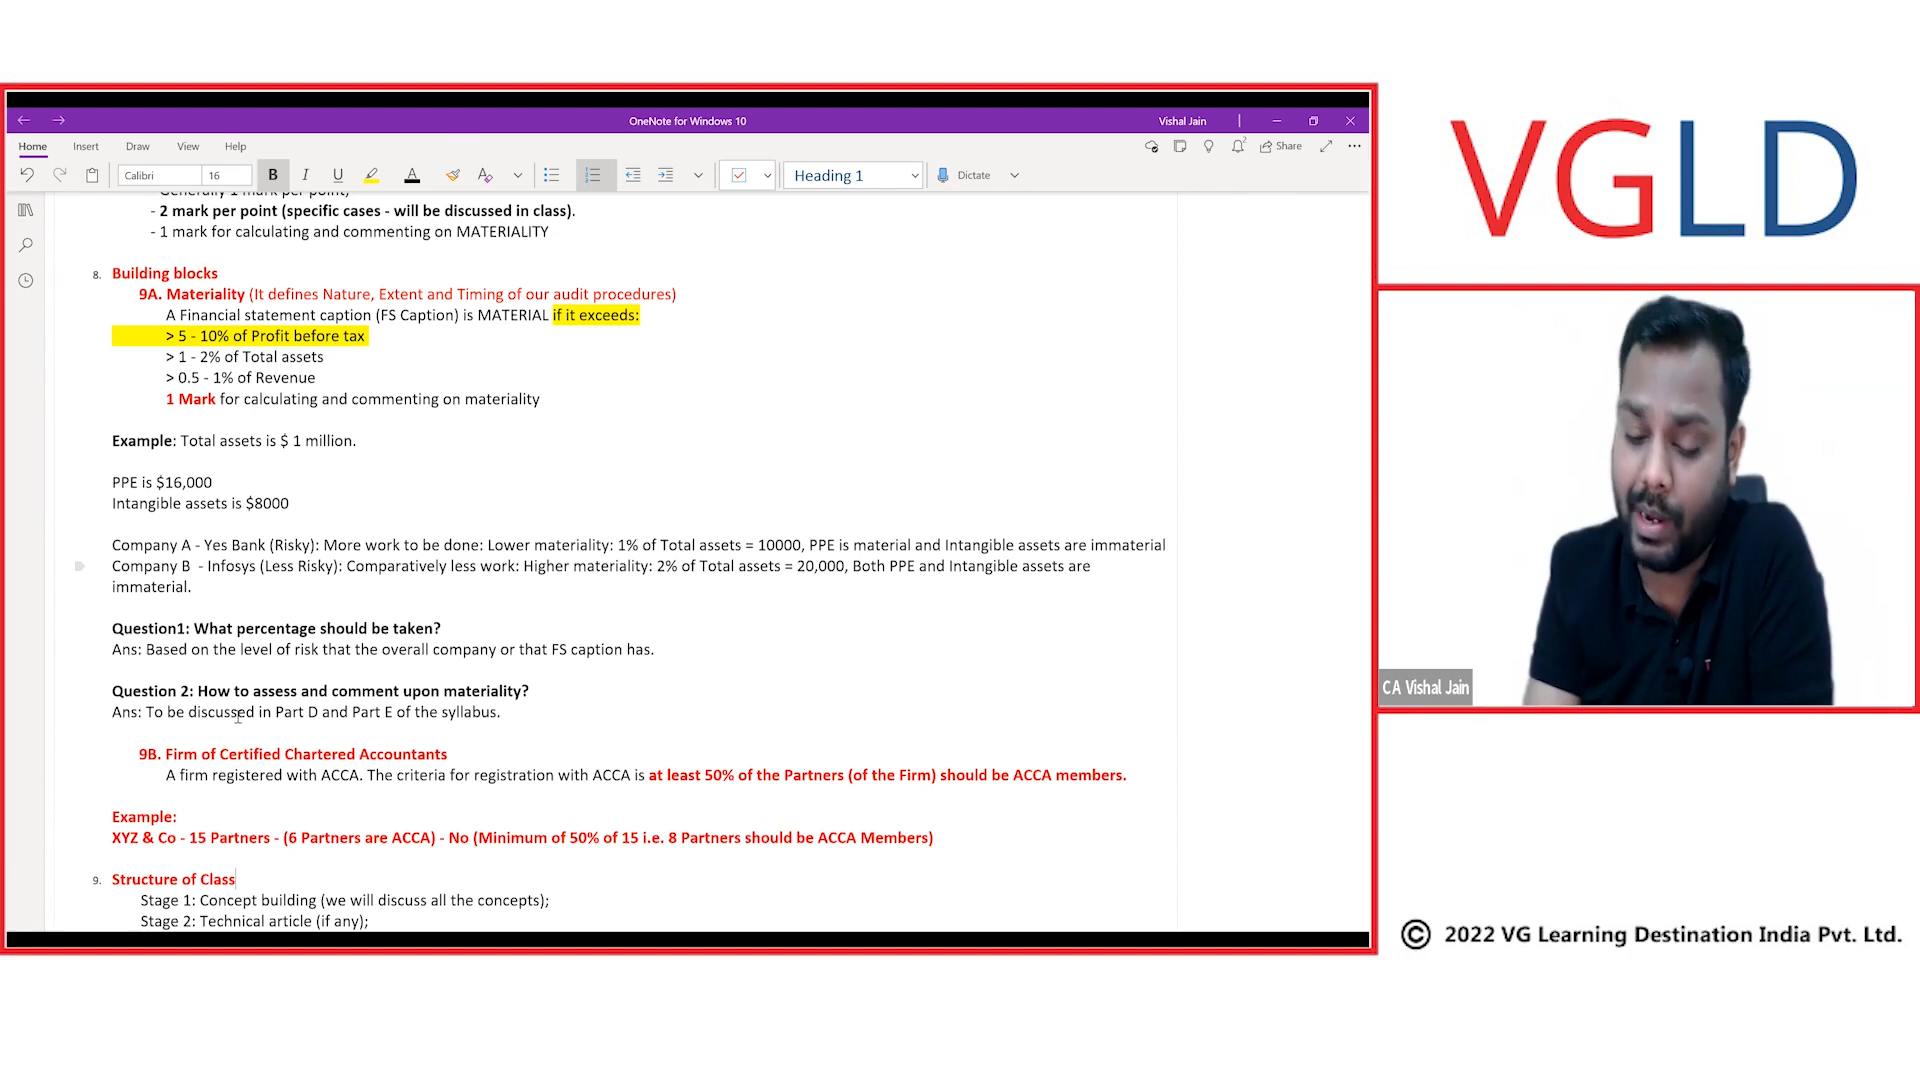 OneNote for Windows 10
Vishal Jain
Home Insert Draw View Help
Share
Calibri 16 B I U A Heading 1 Dictate
Generally 1 mark per point;
- 2 mark per point (specific cases - will be discussed in class).
- 1 mark for calculating and commenting on MATERIALITY
8. Building blocks
9A. Materiality (It defines Nature, Extent and Timing of our audit procedures)
A Financial statement caption (FS Caption) is MATERIAL if it exceeds:
> 5 - 10% of Profit before tax
> 1 - 2% of Total assets
> 0.5 - 1% of Revenue
1 Mark for calculating and commenting on materiality
Example: Total assets is $ 1 million.
PPE is $16,000
Intangible assets is $8000
Company A - Yes Bank (Risky): More work to be done: Lower materiality: 1% of Total assets = 10000, PPE is material and Intangible assets are immaterial
Company B - Infosys (Less Risky): Comparatively less work: Higher materiality: 2% of Total assets = 20,000, Both PPE and Intangible assets are
immaterial.
Question1: What percentage should be taken?
Ans: Based on the level of risk that the overall company or that FS caption has.
Question 2: How to assess and comment upon materiality?
Ans: To be discussed in Part D and Part E of the syllabus.
9B. Firm of Certified Chartered Accountants
A firm registered with ACCA. The criteria for registration with ACCA is at least 50% of the Partners (of the Firm) should be ACCA members.
Example:
XYZ & Co - 15 Partners - (6 Partners are ACCA) - No (Minimum of 50% of 15 i.e. 8 Partners should be ACCA Members)
9. Structure of Class
Stage 1: Concept building (we will discuss all the concepts);
Stage 2: Technical article (if any);
VGLD
CA Vishal Jain
© 2022 VG Learning Destination India Pvt. Ltd.